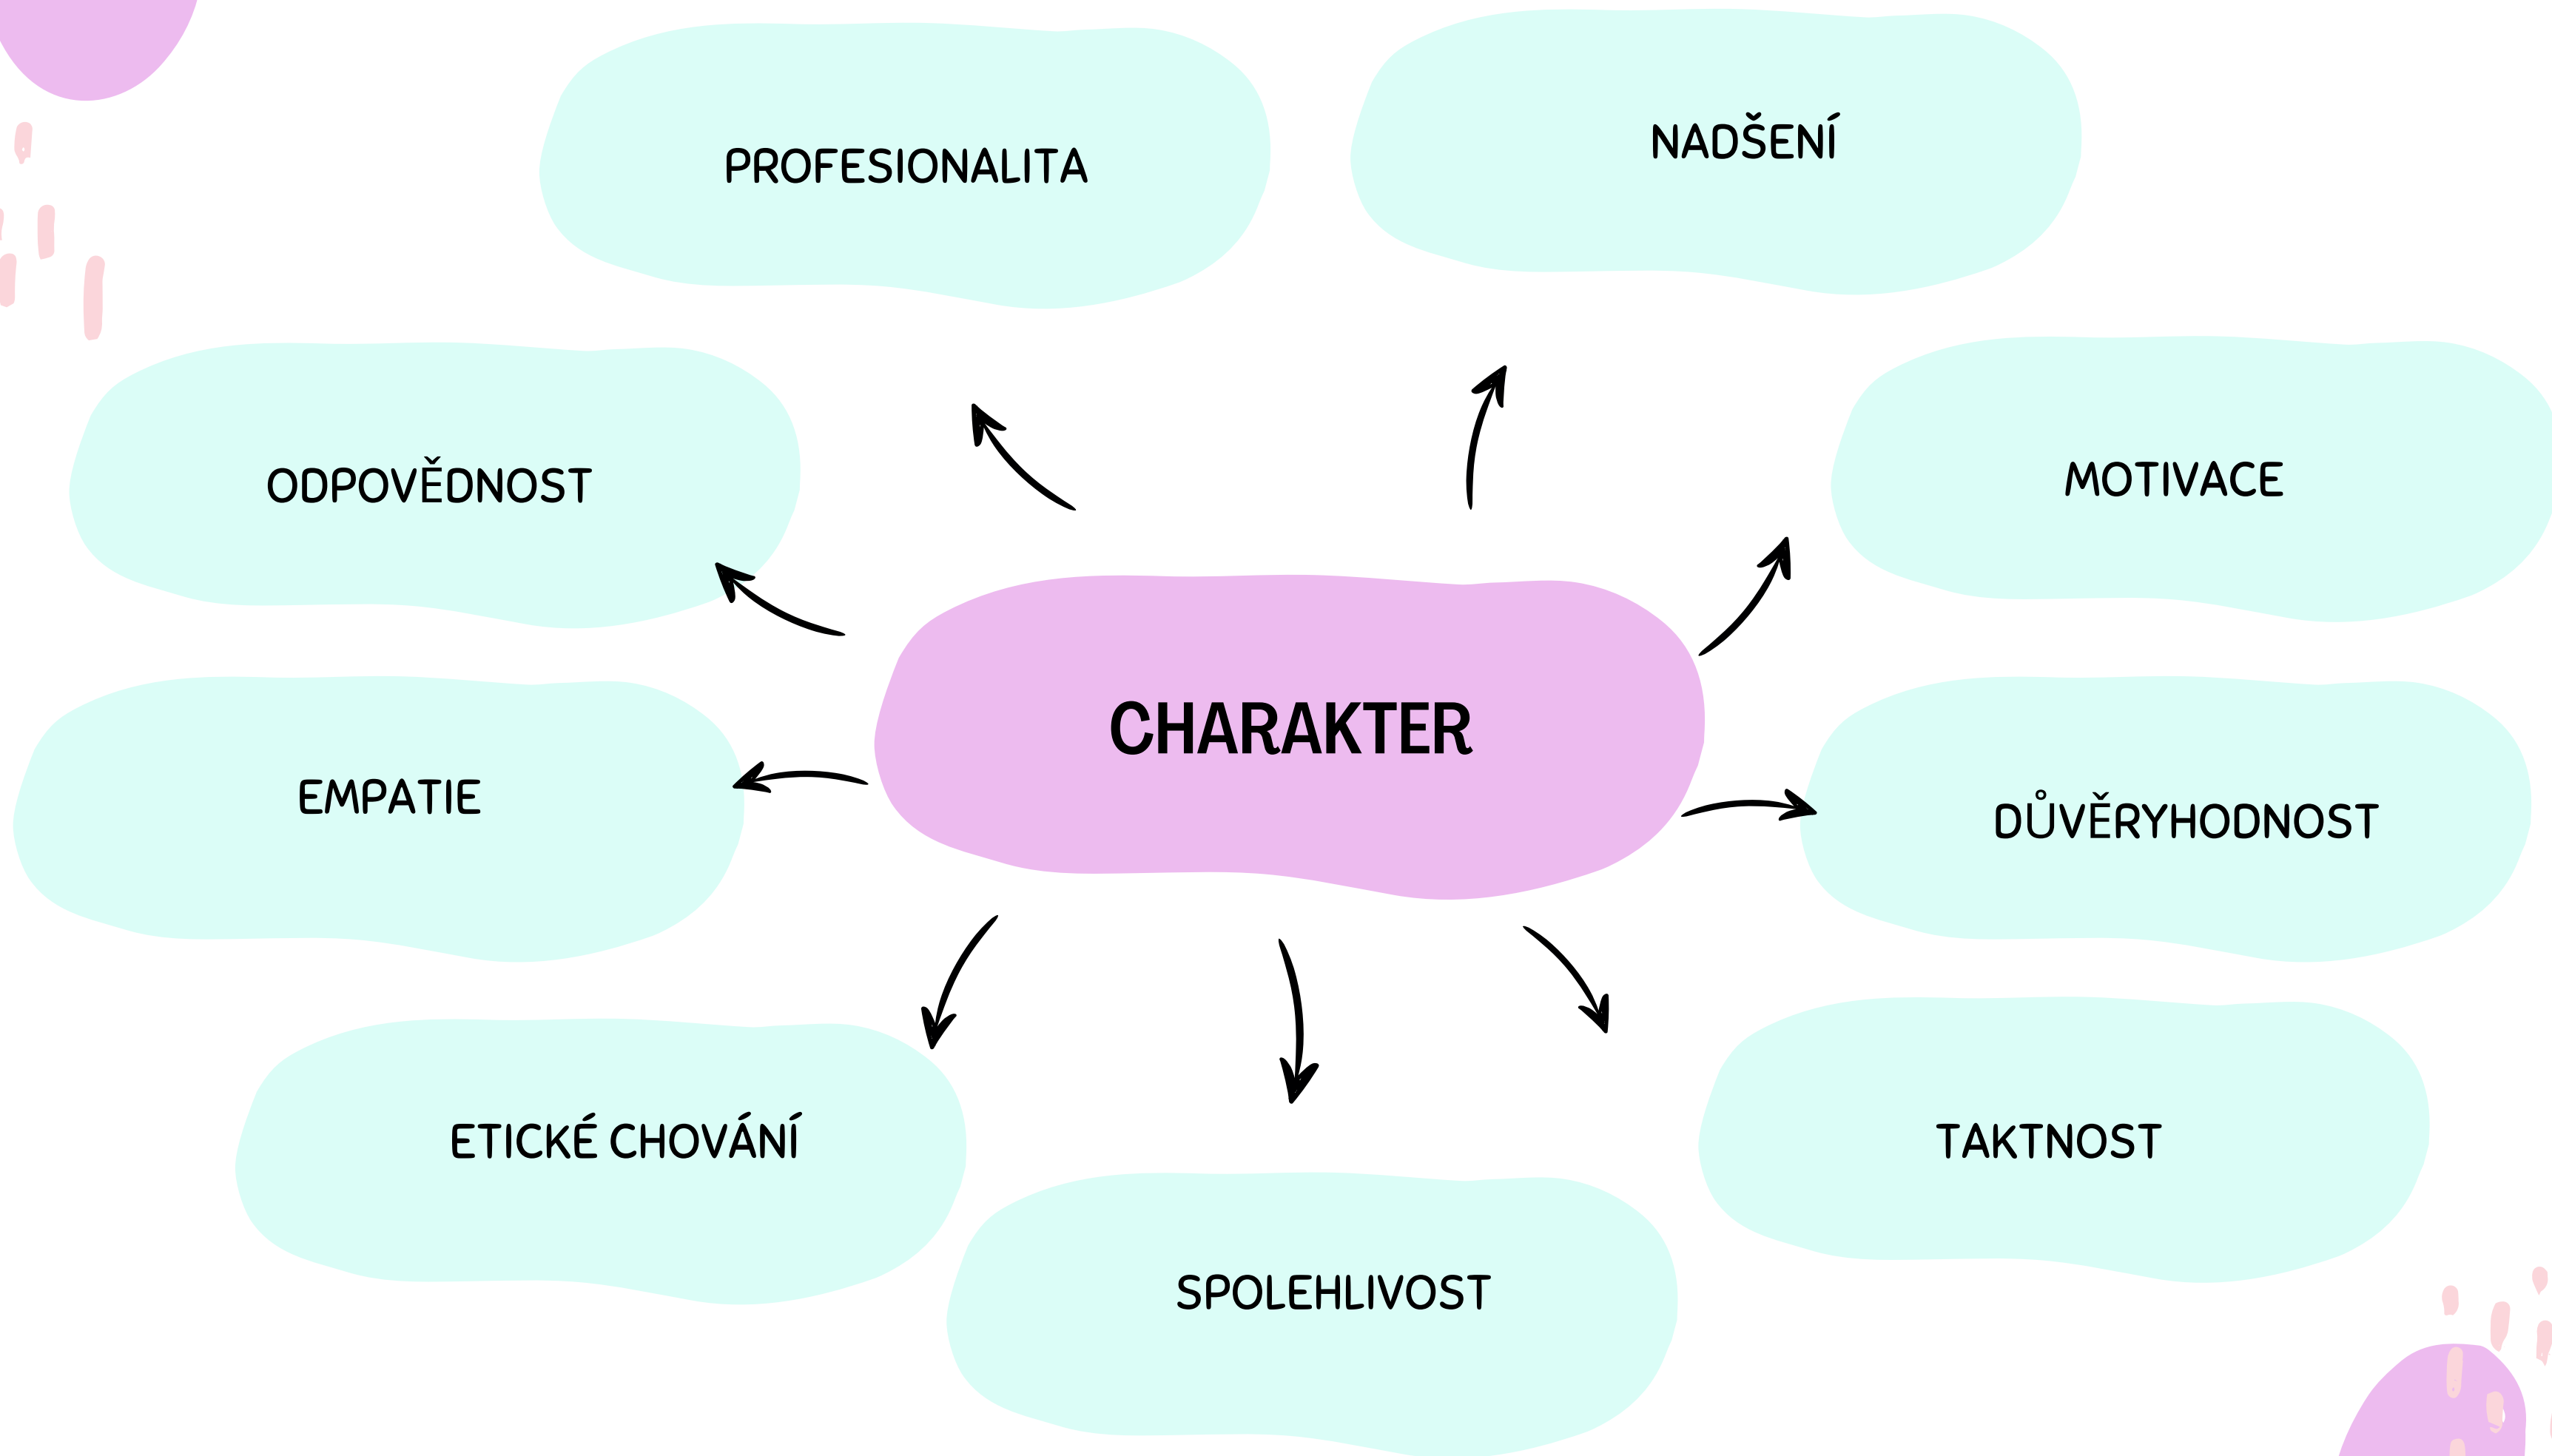 PROFESIONALITA
NADŠENÍ
ODPOVĚDNOST
MOTIVACE
CHARAKTER
EMPATIE
DŮVĚRYHODNOST
ETICKÉ CHOVÁNÍ
TAKTNOST
SPOLEHLIVOST